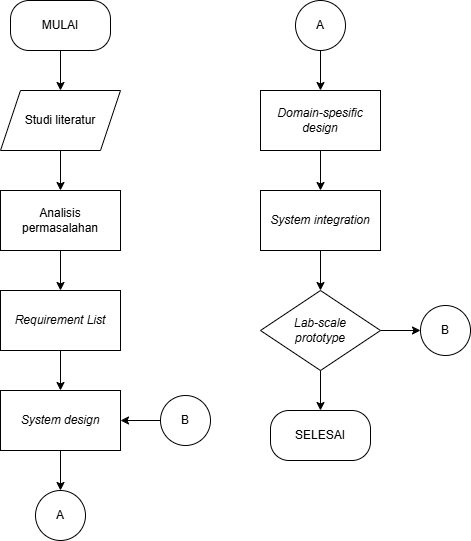 MULAI
Studi literatur
Analisis
permasalahan
Requirement List
System design
B
A
A
Domain-spesific
design
System integration
Lab-scale
prototype
B
SELESAI